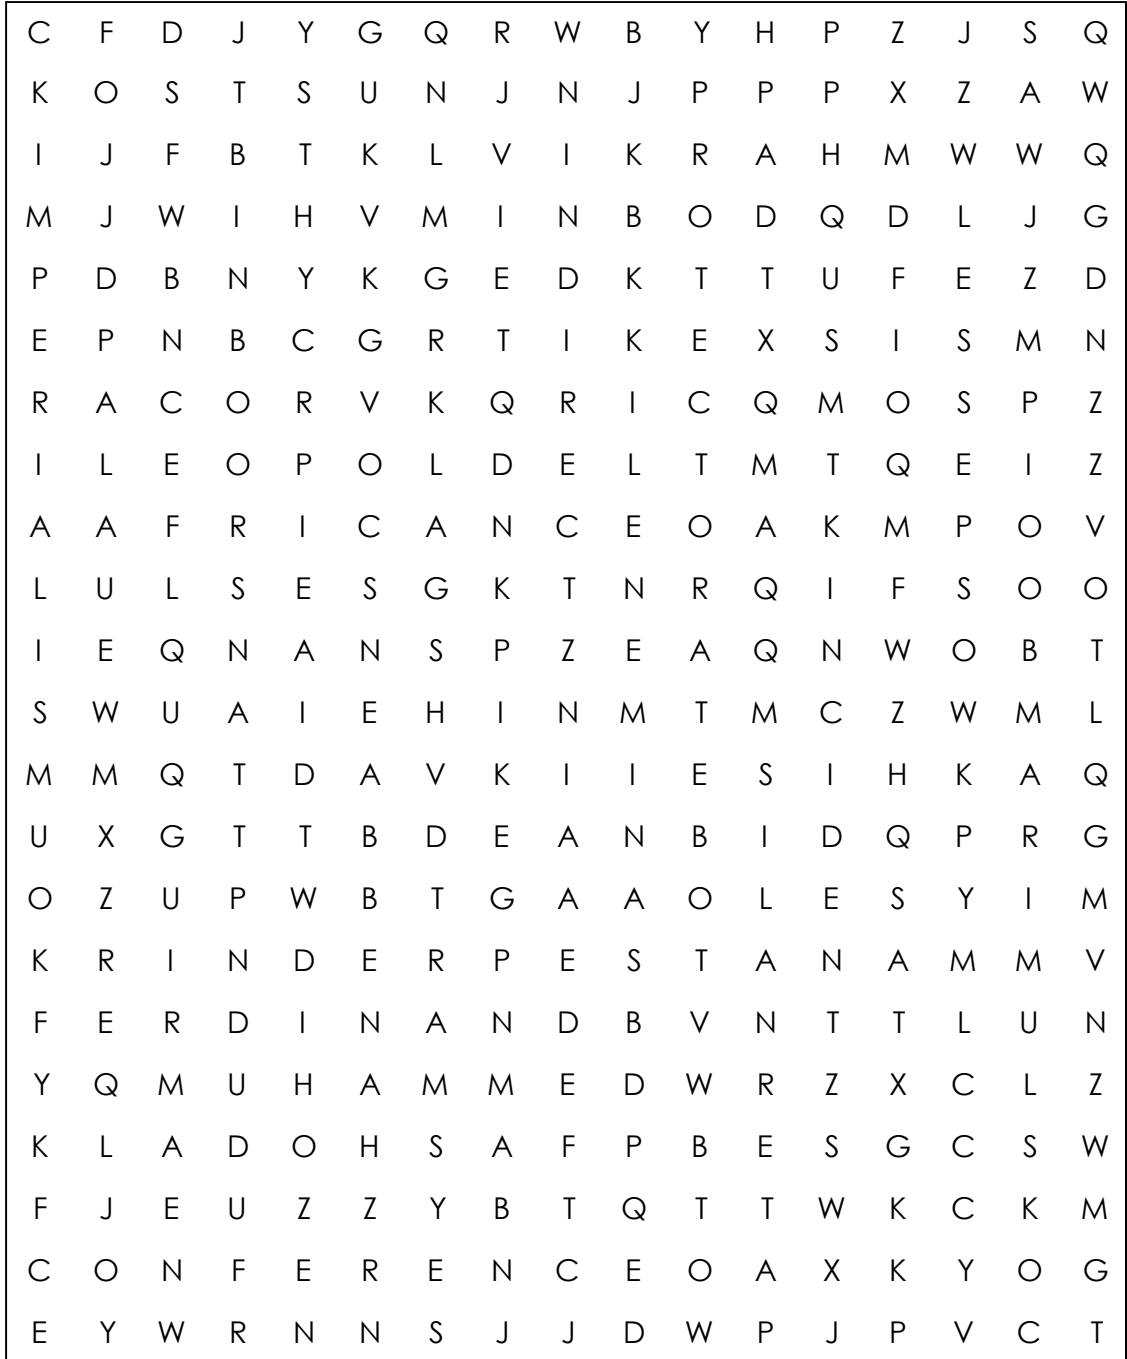 C F D J Y G Q R W B Y H P Z J S Q
K O S T S U N J N J P P P X Z A W
I J F B T K L V I K R A H M W W Q
M J W I H V M I N B O D Q D L J G
P D B N Y K G E D K T T U F E Z D
E P N B C G R T I K E X S I S M N
R A C O R V K Q R I C Q M O S P Z
I L E O P O L D E L T M T Q E I Z
A A F R I C A N C E O A K M P O V
L U L S E S G K T N R Q I F S O O
I E Q N A N S P Z E A Q N W O B T
S W U A I E H I N M T M C Z W M L
M M Q T D A V K I I E S I H K A Q
U X G T T B D E A N B I D Q P R G
O Z U P W B T G A A O L E S Y I M
K R I N D E R P E S T A N A M M V
F E R D I N A N D B V N T T L U N
Y Q M U H A M M E D W R Z X C L Z
K L A D O H S A F P B E S G C S W
F J E U Z Z Y B T Q T T W K C K M
C O N F E R E N C E O A X K Y O G
E Y W R N N S J J D W P J P V C T